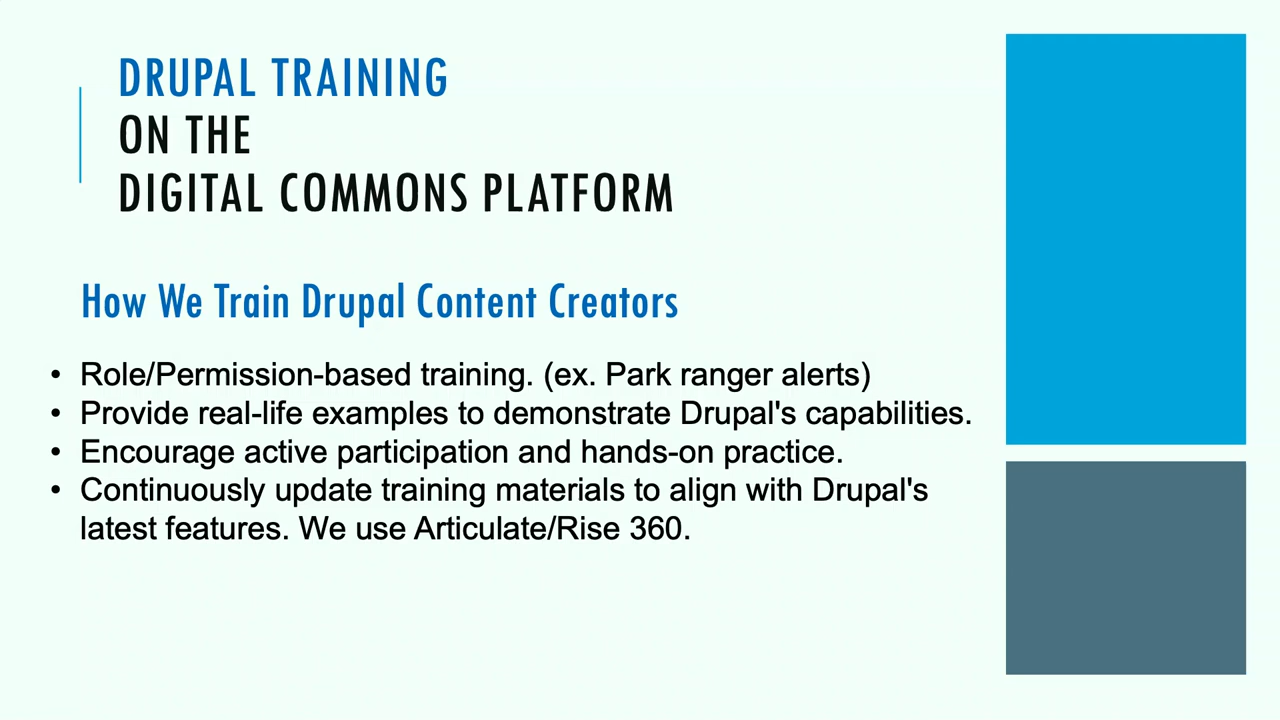 DRUPAL TRAINING
ON THE
DIGITAL COMMONS PLATFORM
How We Train Drupal Content Creators
• Role/Permission-based training. (ex. Park ranger alerts)
• Provide real-life examples to demonstrate Drupal's capabilities.
• Encourage active participation and hands-on practice.
• Continuously update training materials to align with Drupal's
latest features. We use Articulate/Rise 360.